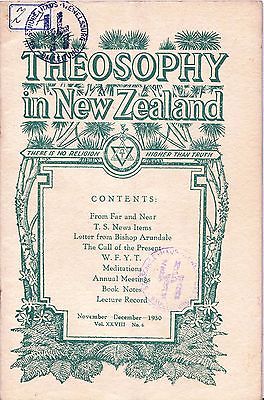 THEOSOPHY
in New Zealand
THERE IS NO RELIGION
HIGHER THAN TRUTH
CONTENTS:
From Far and Near
T. S. News Items
Letter from Bishop Arundale
The Call of the Present
W. F. Y. T.
Meditations
Annual Meetings
Book Notes
Lecture Record
November - December - 1930
Vol. XXVIII No. 6